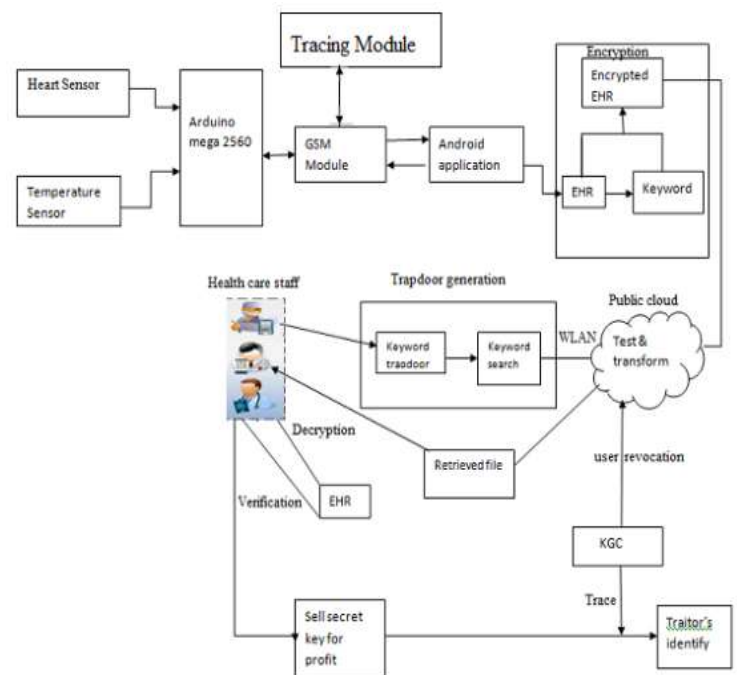 Tracing Module
Encryption
Encrypted
EHR
Heart Sensor
Arduino
mega 2560
GSM
Module
Android
application
EHR
Keyword
Temperature
Sensor
Health care staff
Trapdoor generation
Public cloud
Keyword
traodoor
Keyword
search
WLAN
Test &
transform
Decryption
Retrieved file
user revocation
Verification
EHR
KGC
Trace
Sell secret
key for
profit
Traitor's
identify